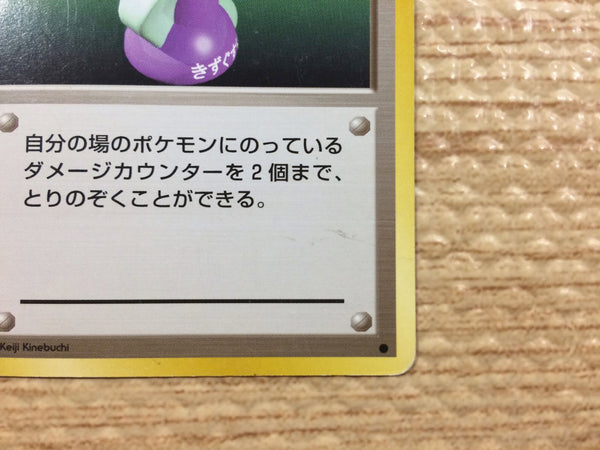 きずぐす
自分の場のポケモンにのっている
ダメージカウンターを2個まで、
とりのぞくことができる。
Keiji Kinebuchi